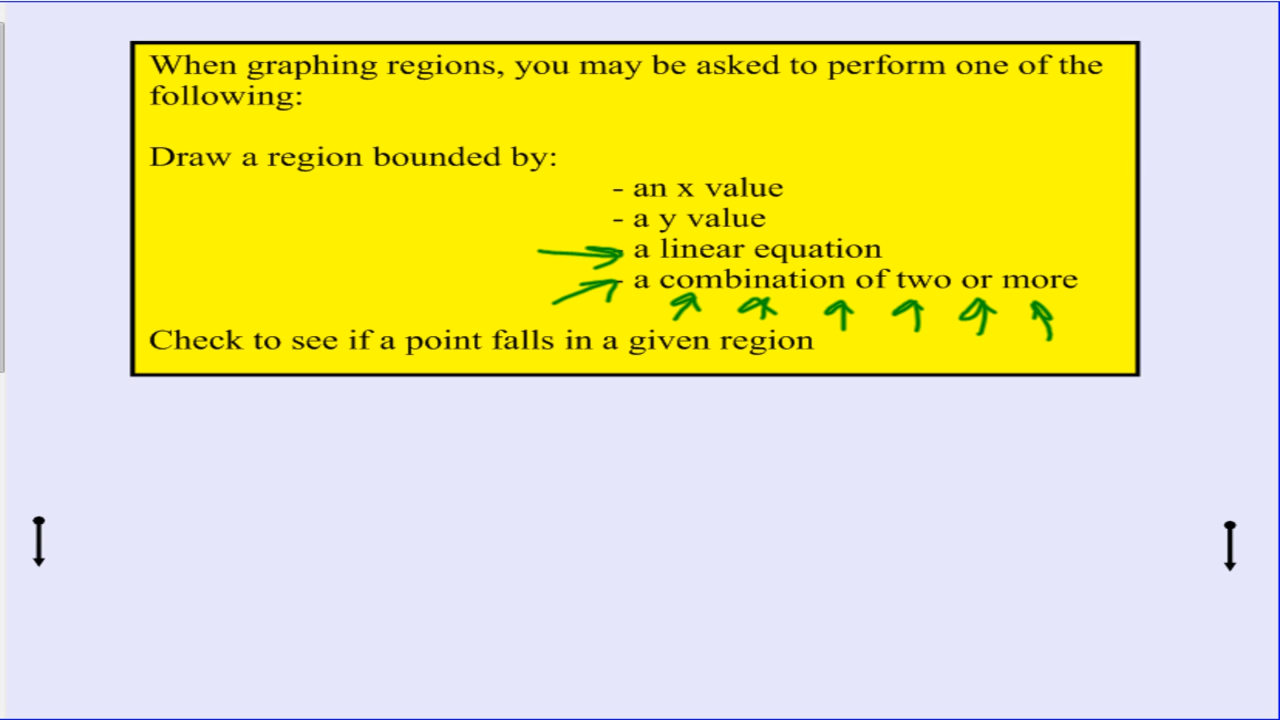 When graphing regions, you may be asked to perform one of the
following:
Draw a region bounded by:
- an x value
- a y value
a linear equation
- a combination of two or more
Check to see if a point falls in a given region